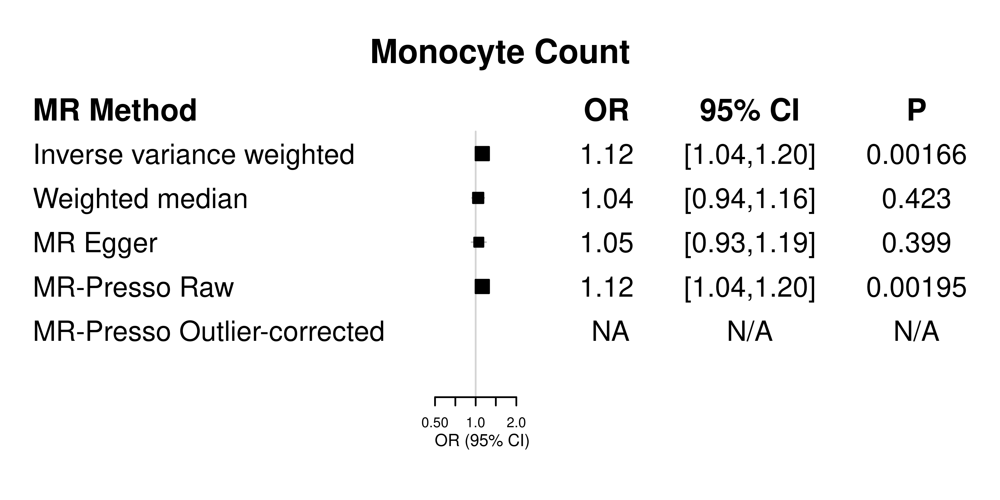 Monocyte Count
MR Method OR 95% CI P
Inverse variance weighted 1.12 [1.04,1.20] 0.00166
Weighted median 1.04 [0.94,1.16] 0.423
MR Egger 1.05 [0.93,1.19] 0.399
MR-Presso Raw 1.12 [1.04,1.20] 0.00195
MR-Presso Outlier-corrected NA N/A N/A
0.50 1.0 2.0
OR (95% CI)